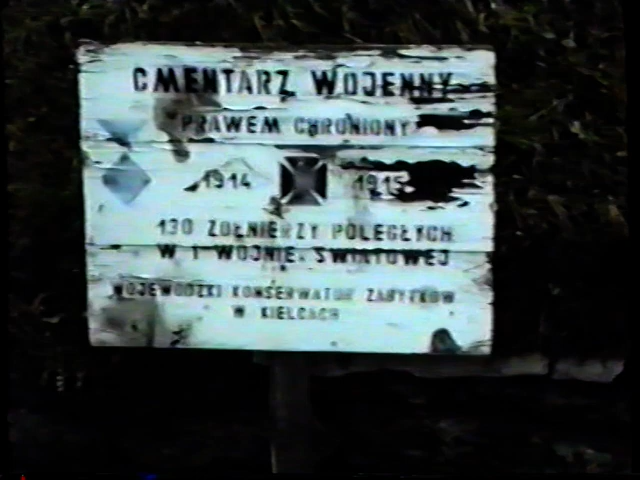 CMENTARZ WOJENNY
PRAWEM CHRONIONY
1914 1915
130 ŻOŁNIERZY POLEGŁYCH
W I WOJNIE ŚWIATOWEJ
WOJEWÓDZKI KONSERWATOR ZABYTKÓW
W KIELCACH